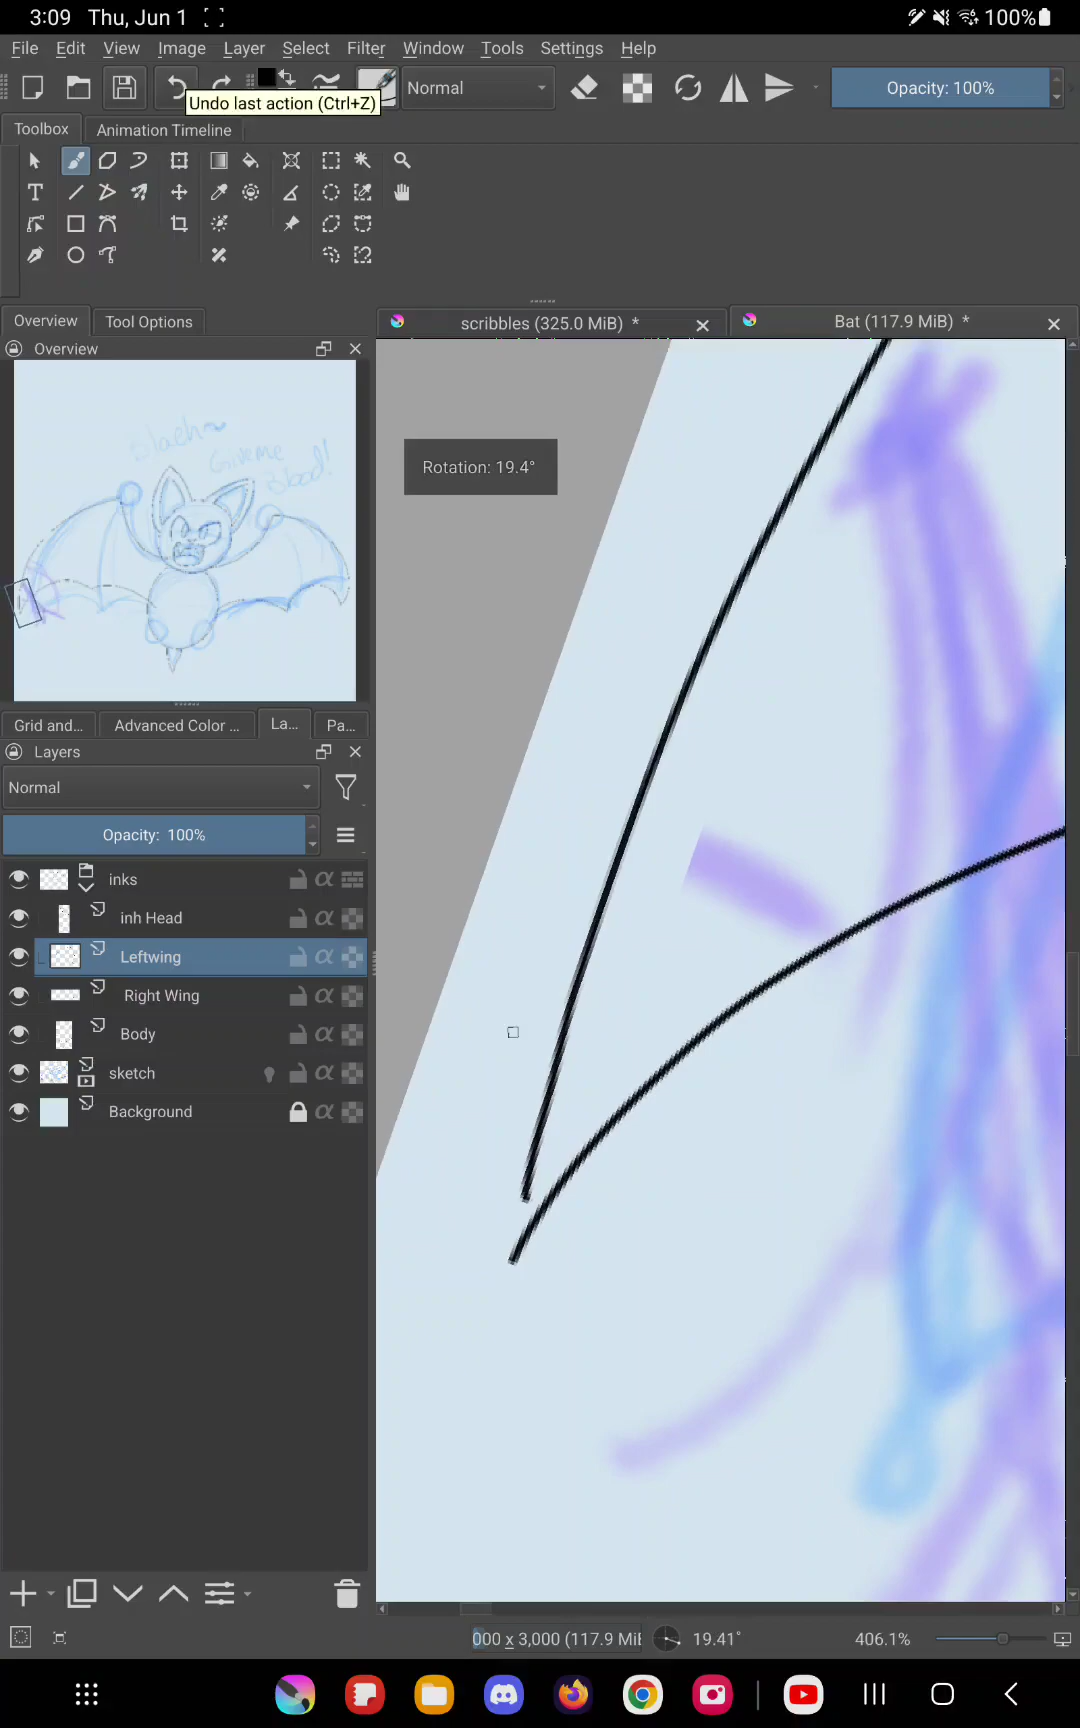 3:09 Thu, Jun 1 100%
File Edit View Image Layer Select Filter Window Tools Settings Help
Normal Opacity: 100%
Undo last action (Ctrl+Z)
Toolbox Animation Timeline
Overview Tool Options
scribbles (325.0 MiB) * Bat (117.9 MiB) *
Overview
Blaeh
Giveme
Blood!
Rotation: 19.4°
Grid and... Advanced Color ... La... Pa...
Layers
Normal
Opacity: 100%
inks
inh Head
Leftwing
Right Wing
Body
sketch
Background
000 x 3,000 (117.9 MiB 19.41° 406.1%